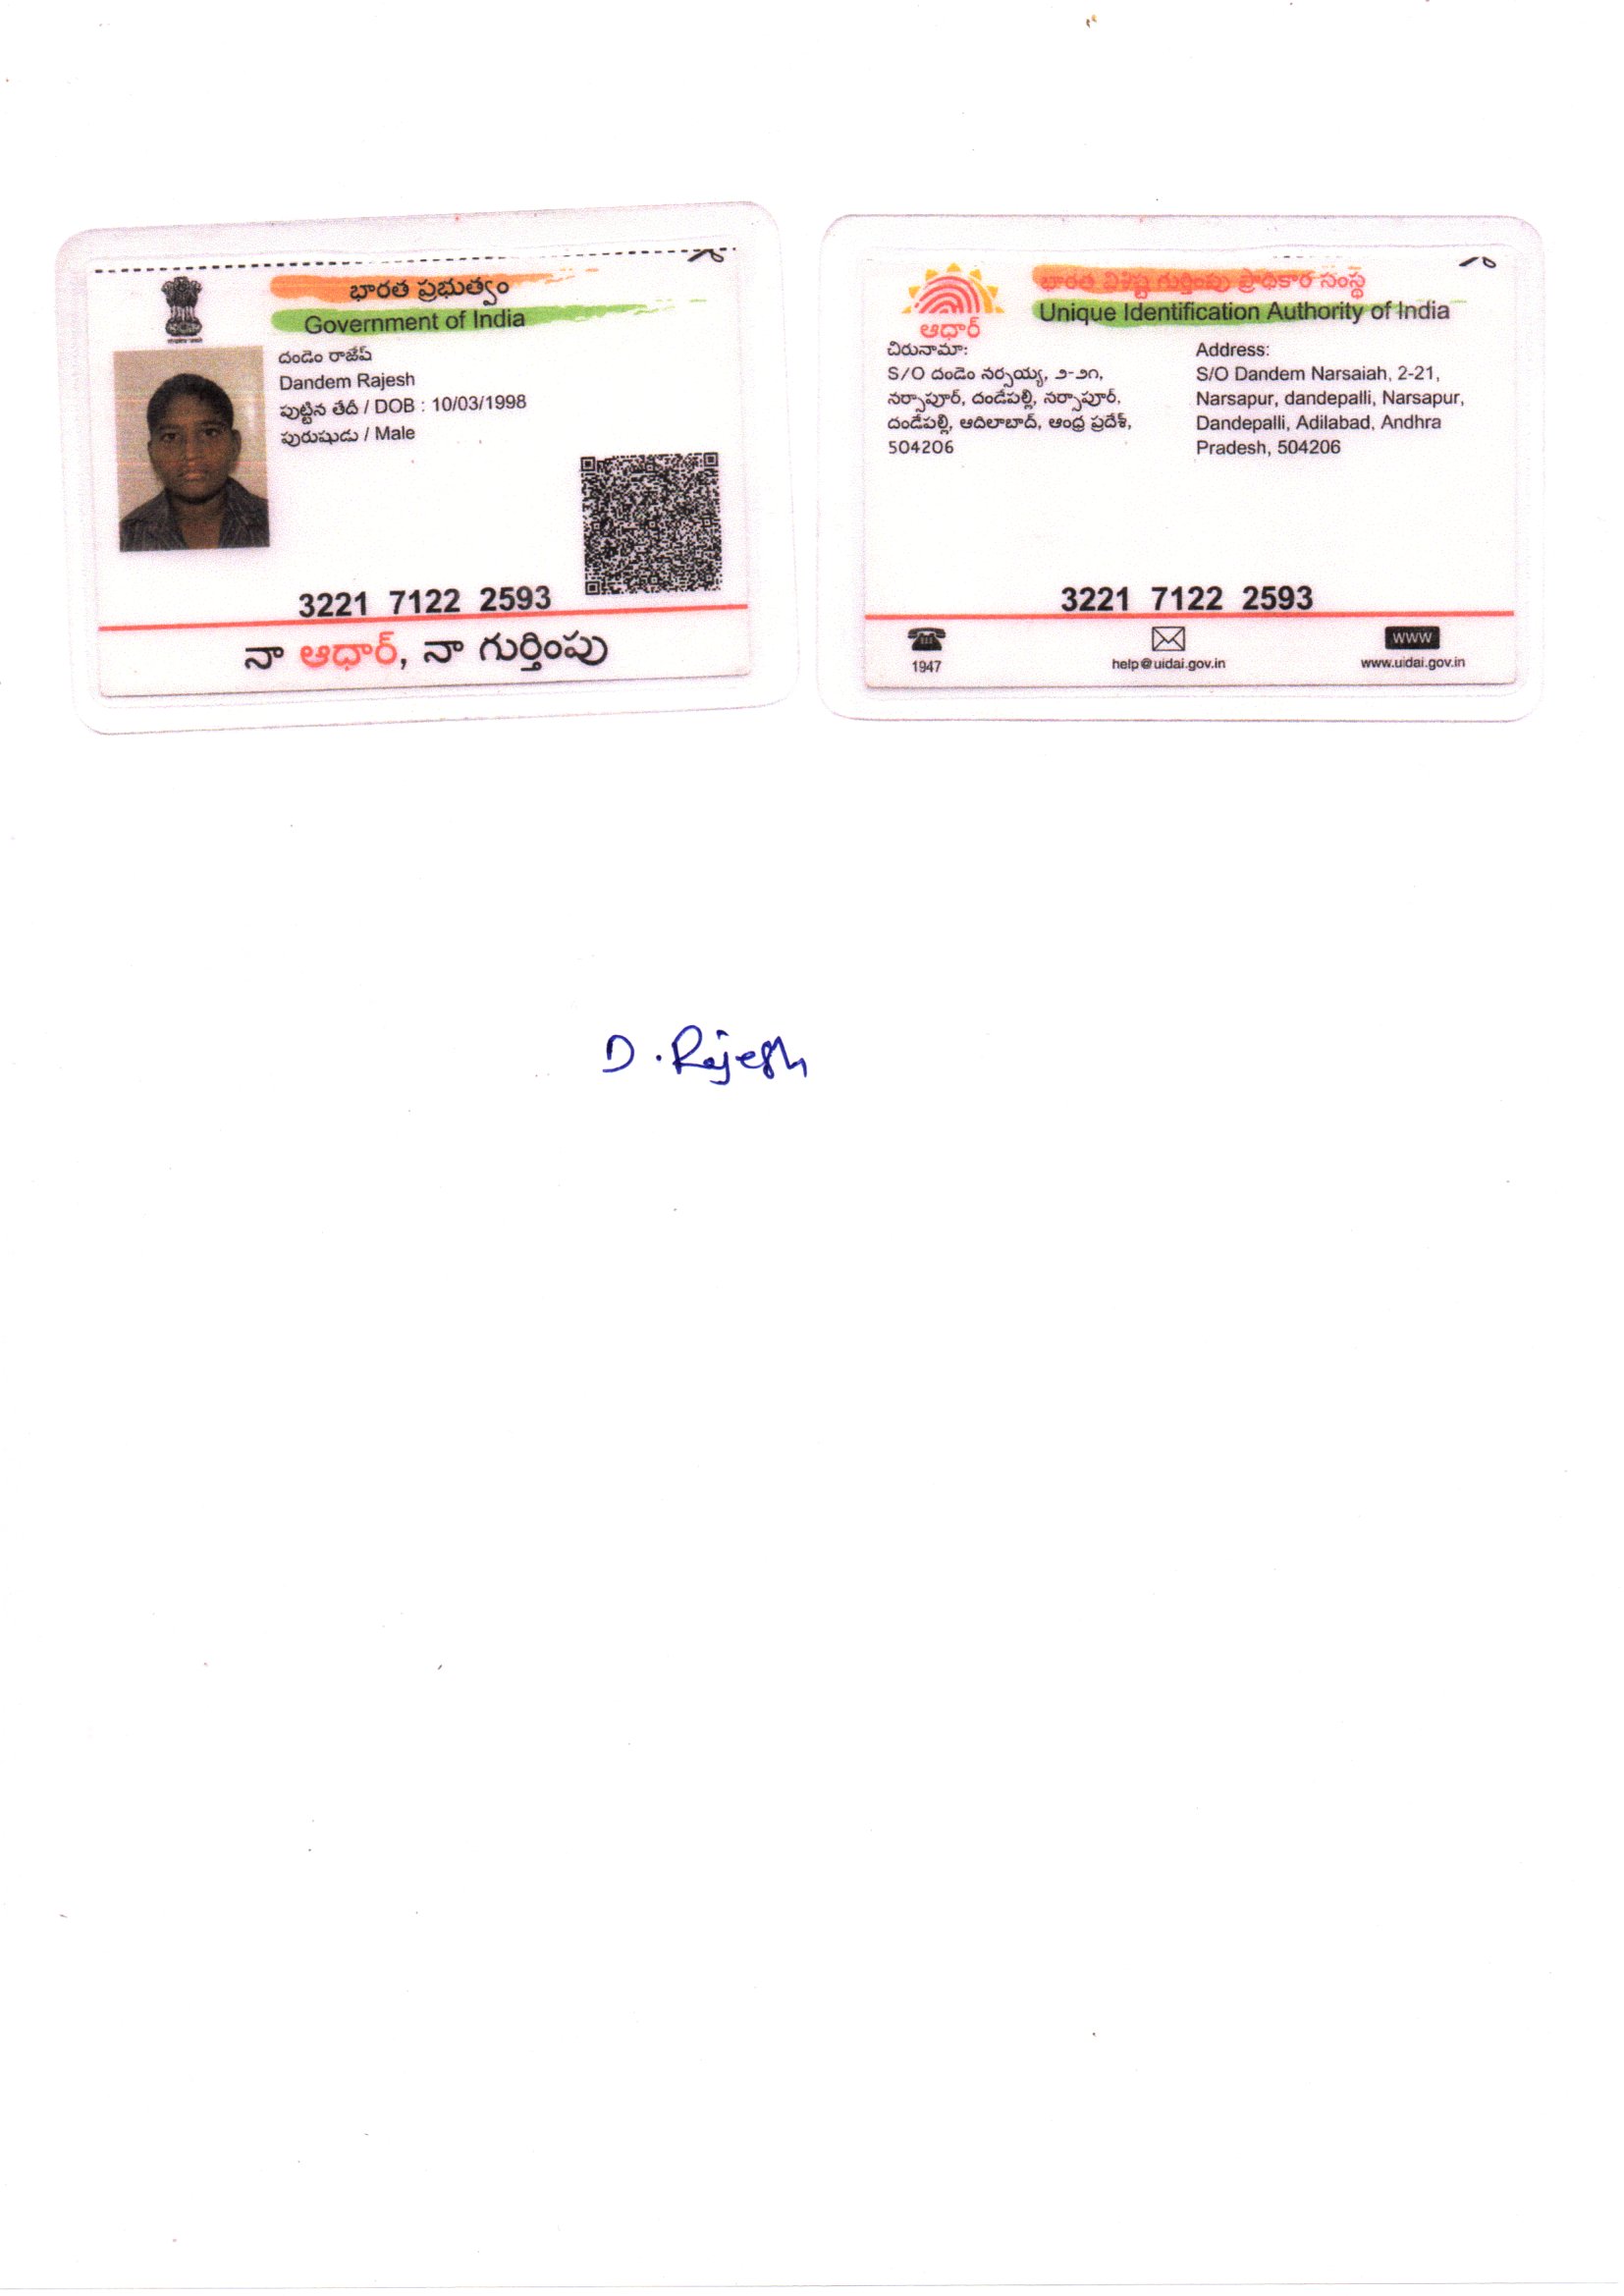 భారత ప్రభుత్వం
Government of India
దండెం రాజేష్
Dandem Rajesh
పుట్టిన తేదీ / DOB : 10/03/1998
పురుషుడు / Male
3221 7122 2593
నా ఆధార్, నా గుర్తింపు
భారత విశిష్ట గుర్తింపు ప్రాధికార సంస్థ
Unique Identification Authority of India
ఆధార్
చిరునామా:
S/O దండెం నర్సయ్య, ౨-౨౧,
నర్సాపూర్, దండేపల్లి, నర్సాపూర్,
దండేపల్లి, ఆదిలాబాద్, ఆంధ్ర ప్రదేశ్,
504206
Address:
S/O Dandem Narsaiah, 2-21,
Narsapur, dandepalli, Narsapur,
Dandepalli, Adilabad, Andhra
Pradesh, 504206
3221 7122 2593
1947
help@uidai.gov.in
WWW
www.uidai.gov.in
D. Rajesh